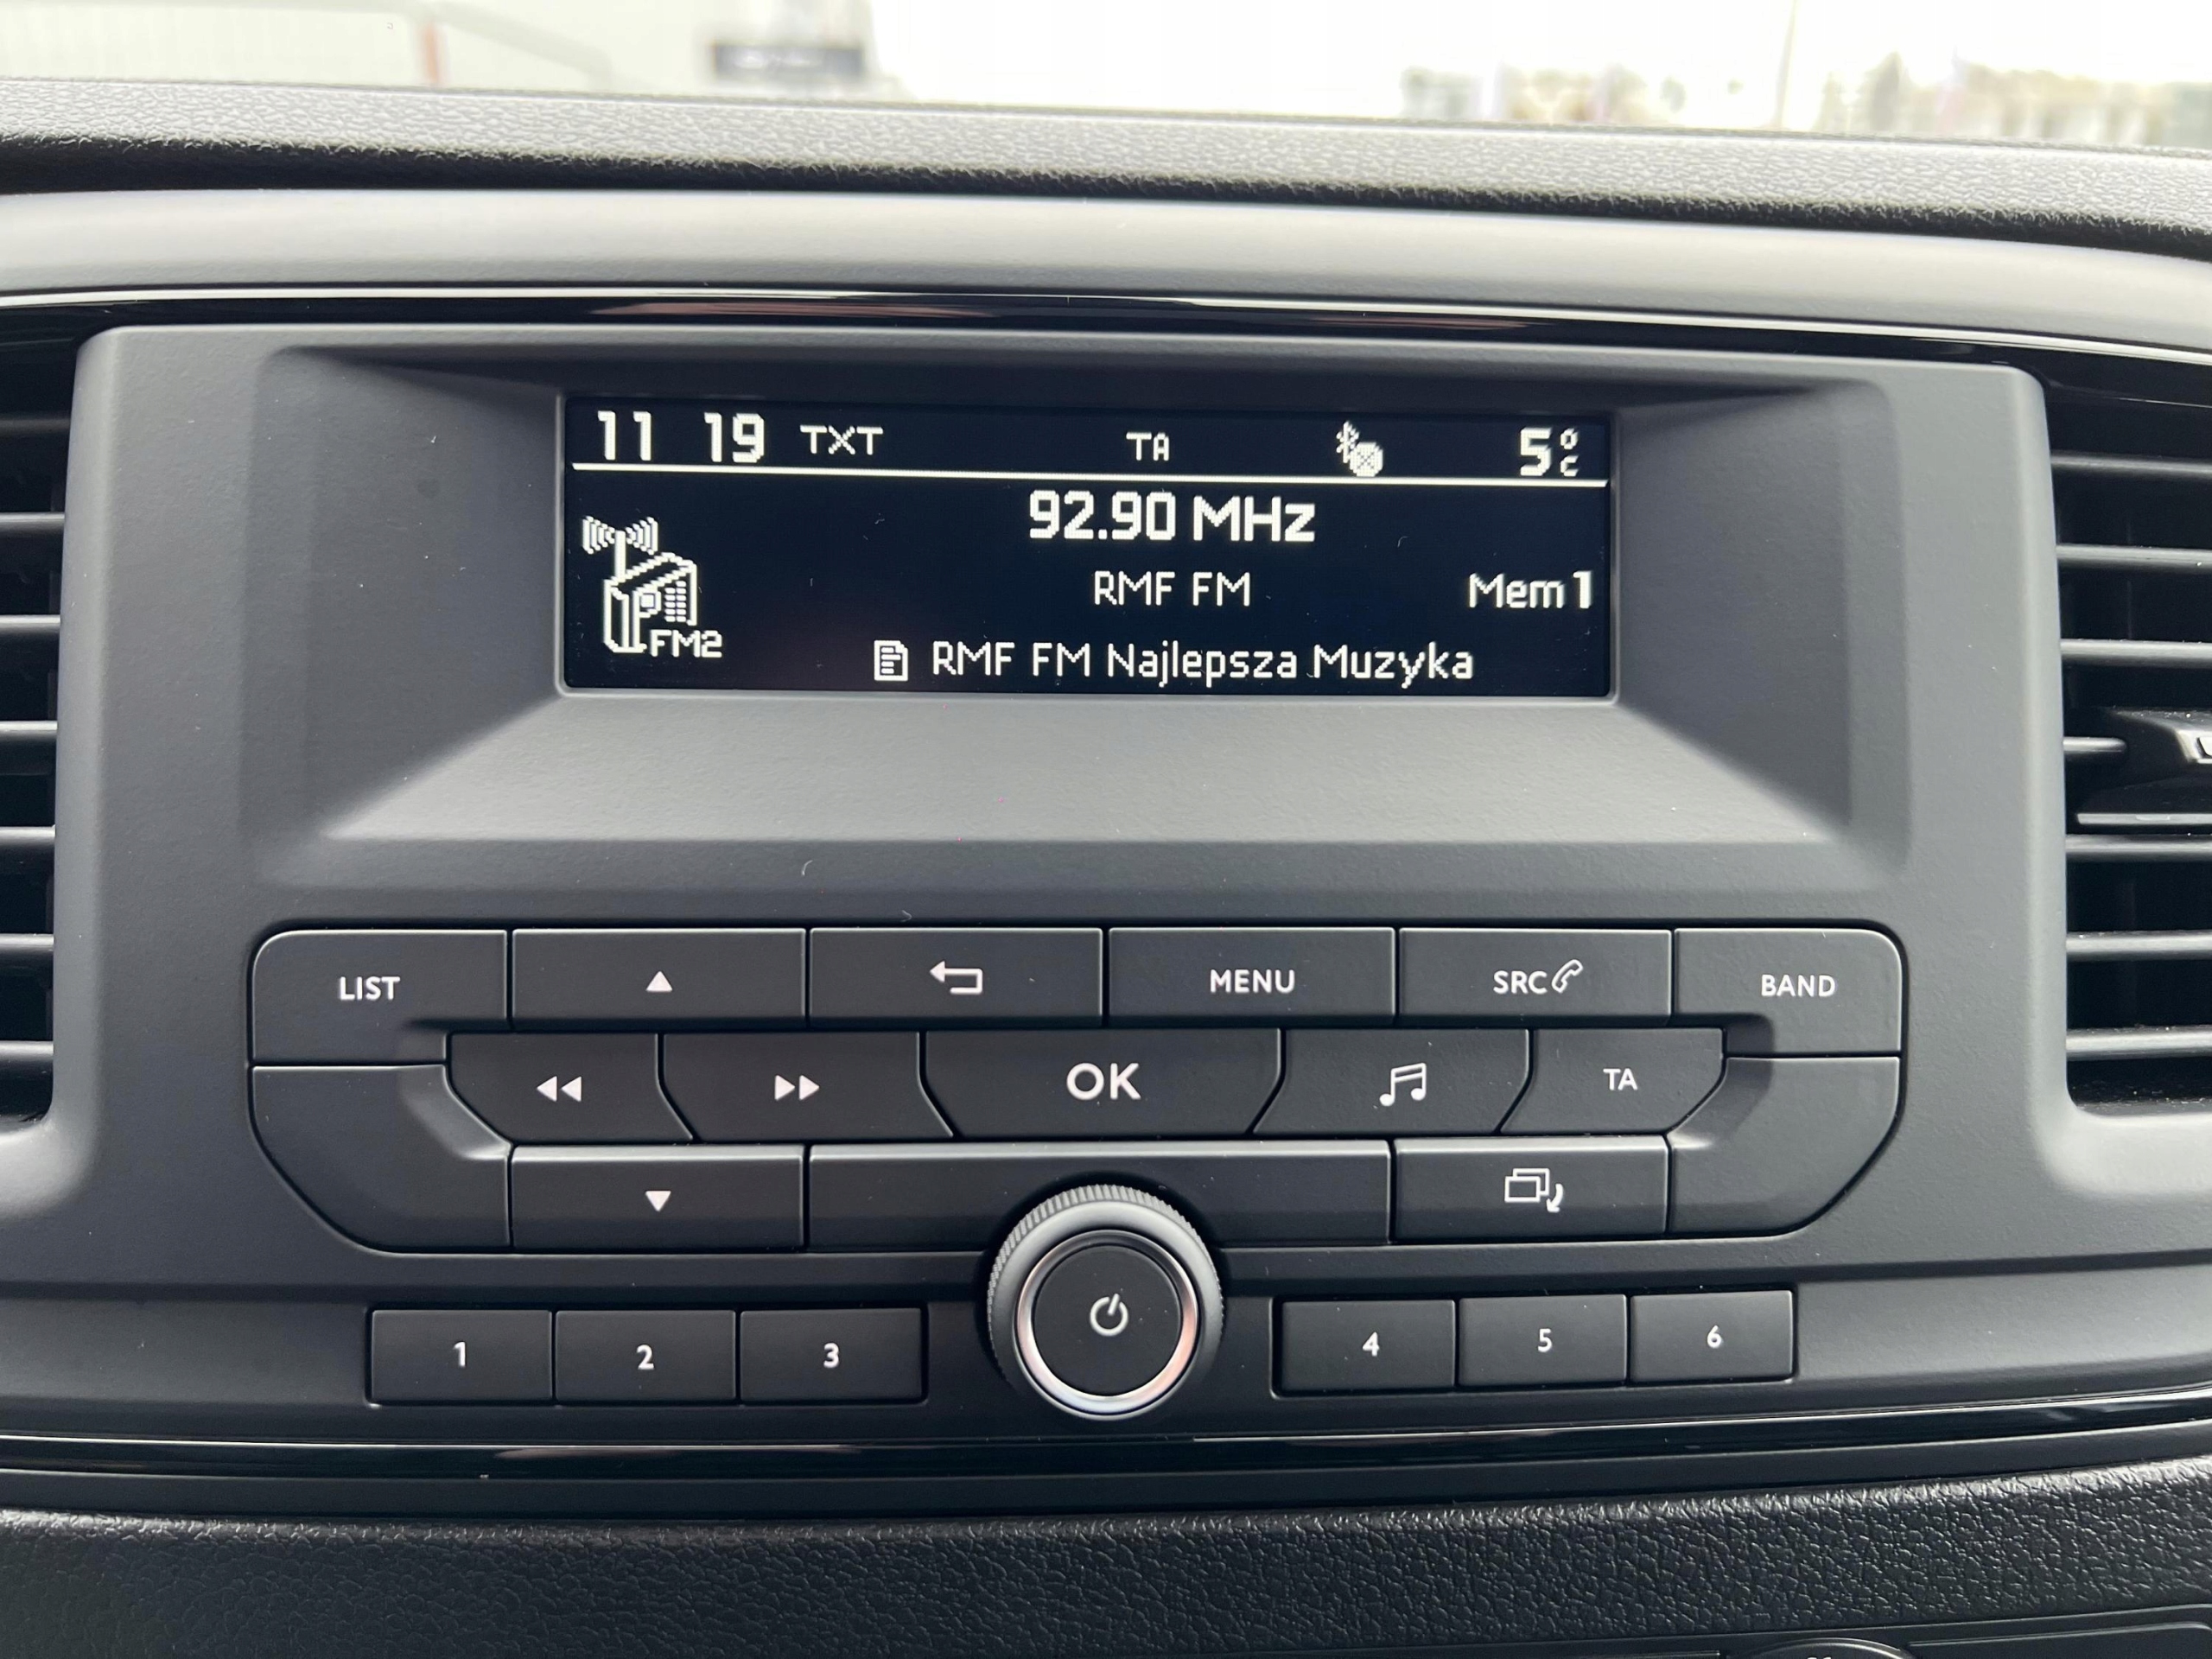 11 19 TXT TA 5°C
92.90 MHz
RMF FM Mem 1
FM2
RMF FM Najlepsza Muzyka
LIST MENU SRC BAND
OK TA
1 2 3 4 5 6